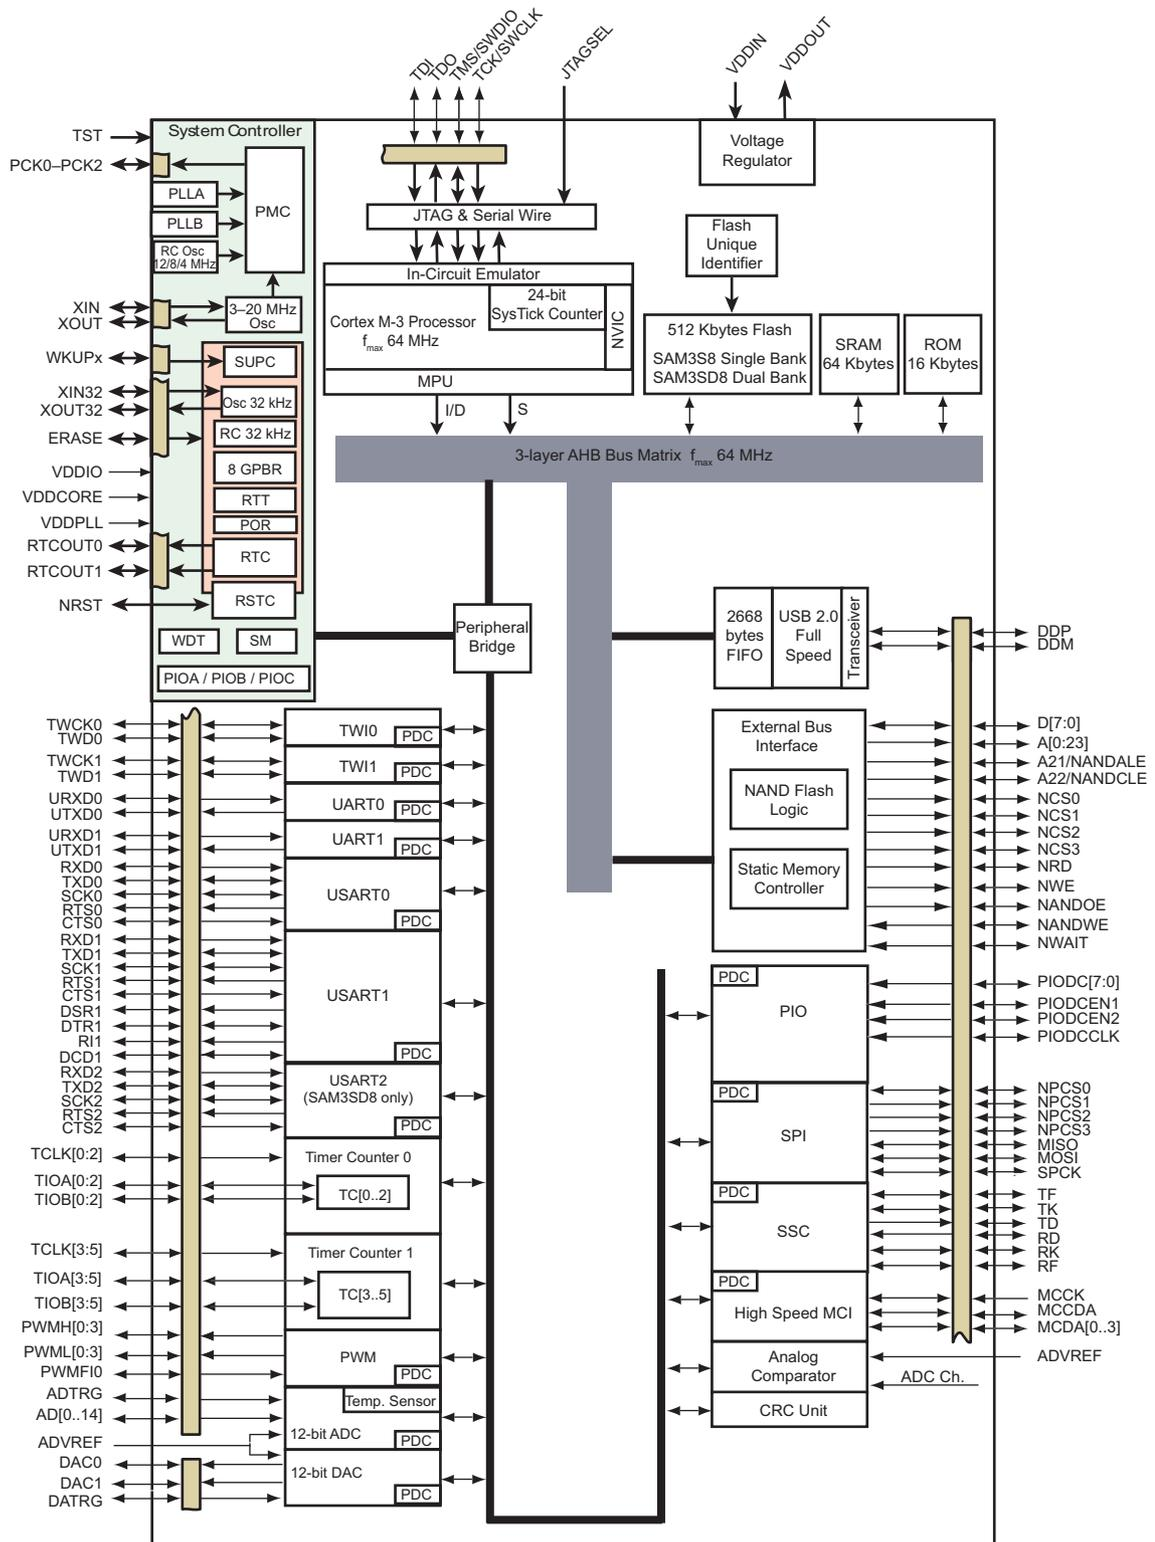 TDI
TDO
TMS/SWDIO
TCK/SWCLK
JTAGSEL
VDDIN
VDDOUT
TST
System Controller
Voltage
Regulator
PCK0–PCK2
PLLA
PLLB
RC Osc
12/8/4 MHz
PMC
JTAG & Serial Wire
Flash
Unique
Identifier
In-Circuit Emulator
24-bit
SysTick Counter
Cortex M-3 Processor
fmax 64 MHz
NVIC
MPU
XIN
XOUT
3–20 MHz
Osc
512 Kbytes Flash
SAM3S8 Single Bank
SAM3SD8 Dual Bank
SRAM
64 Kbytes
ROM
16 Kbytes
WKUPx
SUPC
XIN32
XOUT32
Osc 32 kHz
I/D
S
ERASE
RC 32 kHz
3-layer AHB Bus Matrix fmax 64 MHz
VDDIO
8 GPBR
VDDCORE
RTT
VDDPLL
POR
RTCOUT0
RTC
RTCOUT1
NRST
RSTC
WDT
SM
PIOA / PIOB / PIOC
Peripheral
Bridge
2668
bytes
FIFO
USB 2.0
Full
Speed
Transceiver
DDP
DDM
TWCK0
TWD0
TWI0
PDC
TWCK1
TWD1
TWI1
PDC
URXD0
UTXD0
UART0
PDC
URXD1
UTXD1
UART1
PDC
RXD0
TXD0
SCK0
RTS0
CTS0
USART0
PDC
RXD1
TXD1
SCK1
RTS1
CTS1
DSR1
DTR1
RI1
DCD1
USART1
PDC
RXD2
TXD2
SCK2
RTS2
CTS2
USART2
(SAM3SD8 only)
PDC
TCLK[0:2]
TIOA[0:2]
TIOB[0:2]
Timer Counter 0
TC[0..2]
TCLK[3:5]
TIOA[3:5]
TIOB[3:5]
Timer Counter 1
TC[3..5]
PWMH[0:3]
PWML[0:3]
PWMFI0
PWM
PDC
ADTRG
AD[0..14]
Temp. Sensor
12-bit ADC
PDC
ADVREF
DAC0
DAC1
DATRG
12-bit DAC
PDC
External Bus
Interface
NAND Flash
Logic
Static Memory
Controller
D[7:0]
A[0:23]
A21/NANDALE
A22/NANDCLE
NCS0
NCS1
NCS2
NCS3
NRD
NWE
NANDOE
NANDWE
NWAIT
PDC
PIO
PIODC[7:0]
PIODCEN1
PIODCEN2
PIODCCLK
PDC
SPI
NPCS0
NPCS1
NPCS2
NPCS3
MISO
MOSI
SPCK
PDC
SSC
TF
TK
TD
RD
RK
RF
PDC
High Speed MCI
MCCK
MCCDA
MCDA[0..3]
Analog
Comparator
ADVREF
ADC Ch.
CRC Unit